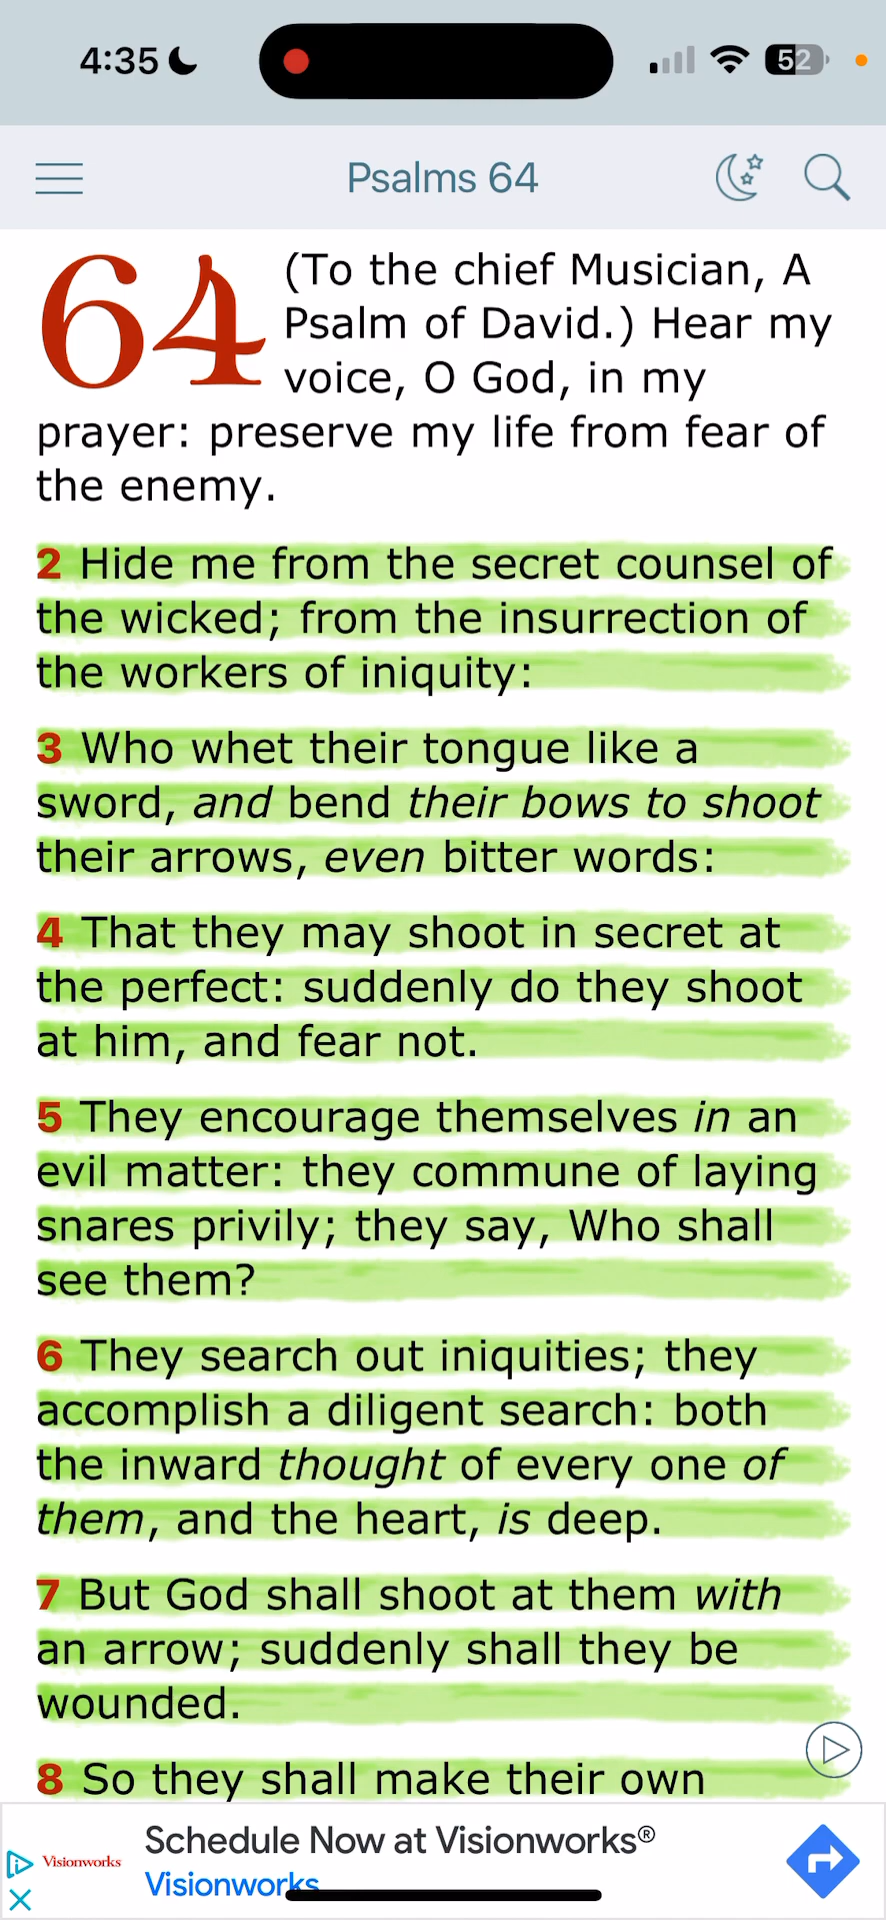 4:35
52
Psalms 64
64 (To the chief Musician, A
Psalm of David.) Hear my
voice, O God, in my
prayer: preserve my life from fear of
the enemy.
2 Hide me from the secret counsel of
the wicked; from the insurrection of
the workers of iniquity:
3 Who whet their tongue like a
sword, and bend their bows to shoot
their arrows, even bitter words:
4 That they may shoot in secret at
the perfect: suddenly do they shoot
at him, and fear not.
5 They encourage themselves in an
evil matter: they commune of laying
snares privily; they say, Who shall
see them?
6 They search out iniquities; they
accomplish a diligent search: both
the inward thought of every one of
them, and the heart, is deep.
7 But God shall shoot at them with
an arrow; suddenly shall they be
wounded.
8 So they shall make their own
Schedule Now at Visionworks®
Visionworks
Visionworks